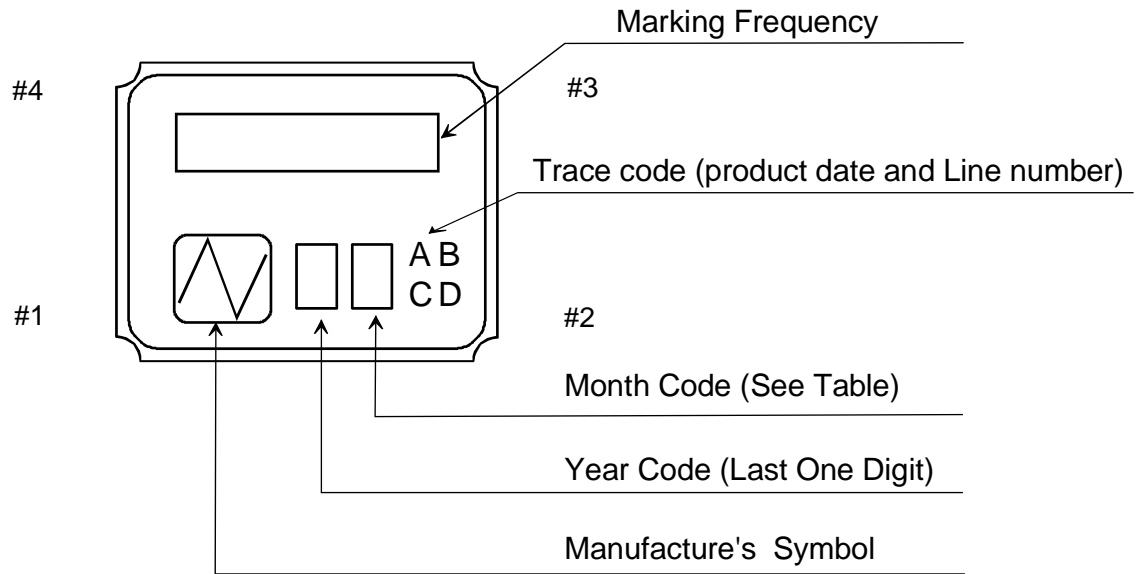 Marking Frequency
#4
#3
Trace code (product date and Line number)
A B
C D
#1
#2
Month Code (See Table)
Year Code (Last One Digit)
Manufacture's Symbol